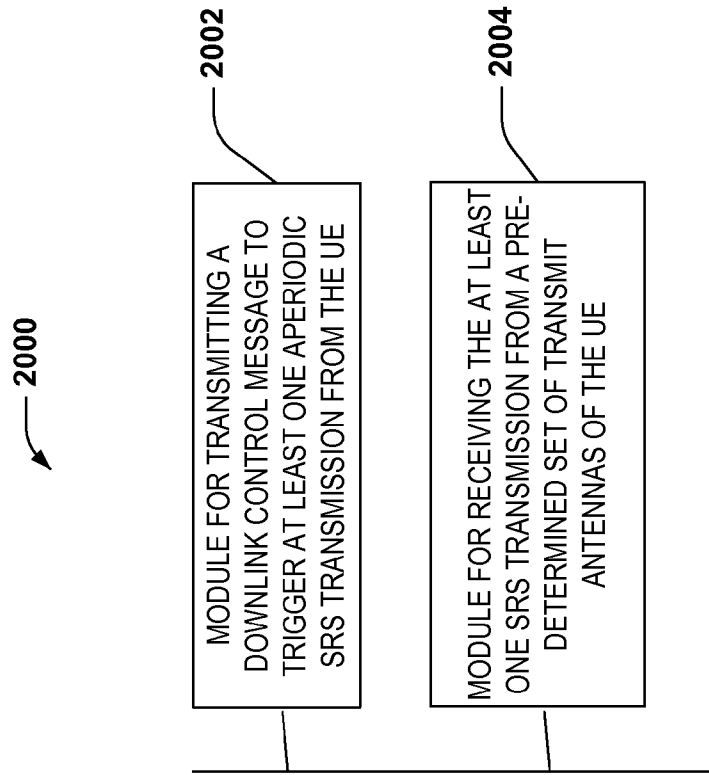 2000
MODULE FOR TRANSMITTING A
DOWNLINK CONTROL MESSAGE TO
TRIGGER AT LEAST ONE APERIODIC
SRS TRANSMISSION FROM THE UE
2002
MODULE FOR RECEIVING THE AT LEAST
ONE SRS TRANSMISSION FROM A PRE-
DETERMINED SET OF TRANSMIT
ANTENNAS OF THE UE
2004